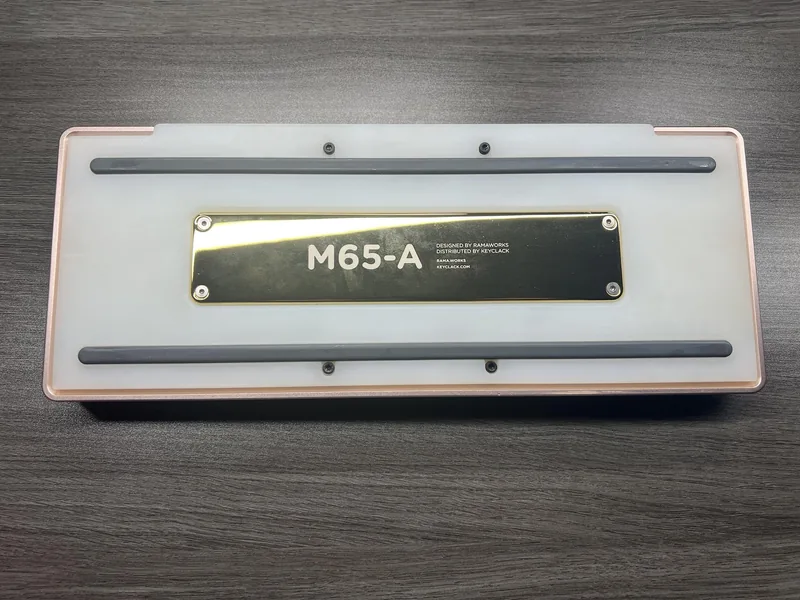 M65-A
DESIGNED BY RAMAWORKS
DISTRIBUTED BY KEYCLACK
RAMA.WORKS
KEYCLACK.COM